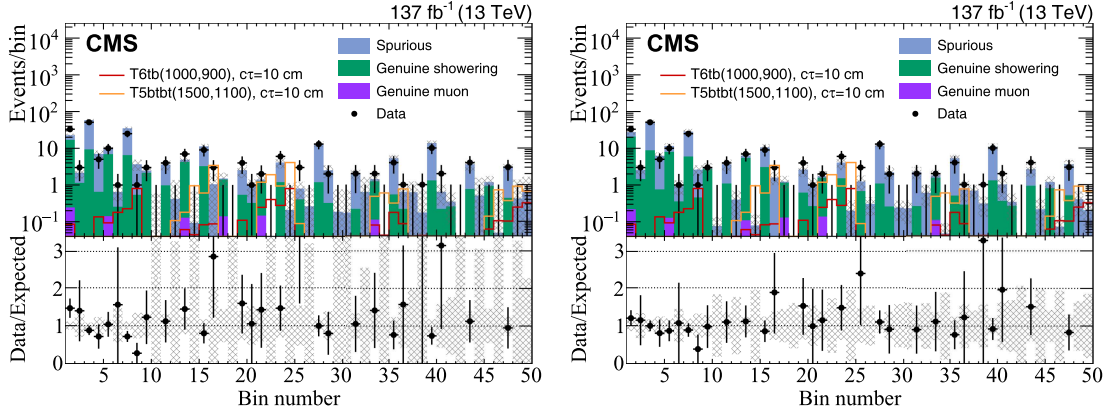 137 fb⁻¹ (13 TeV)
Events/bin
10⁴
10³
10²
10
1
10⁻¹
CMS
T6tb(1000,900), cτ=10 cm
T5btbt(1500,1100), cτ=10 cm
Spurious
Genuine showering
Genuine muon
Data
Data/Expected
3
2
1
0
5 10 15 20 25 30 35 40 45 50
Bin number
137 fb⁻¹ (13 TeV)
Events/bin
10⁴
10³
10²
10
1
10⁻¹
CMS
T6tb(1000,900), cτ=10 cm
T5btbt(1500,1100), cτ=10 cm
Spurious
Genuine showering
Genuine muon
Data
Data/Expected
3
2
1
0
5 10 15 20 25 30 35 40 45 50
Bin number